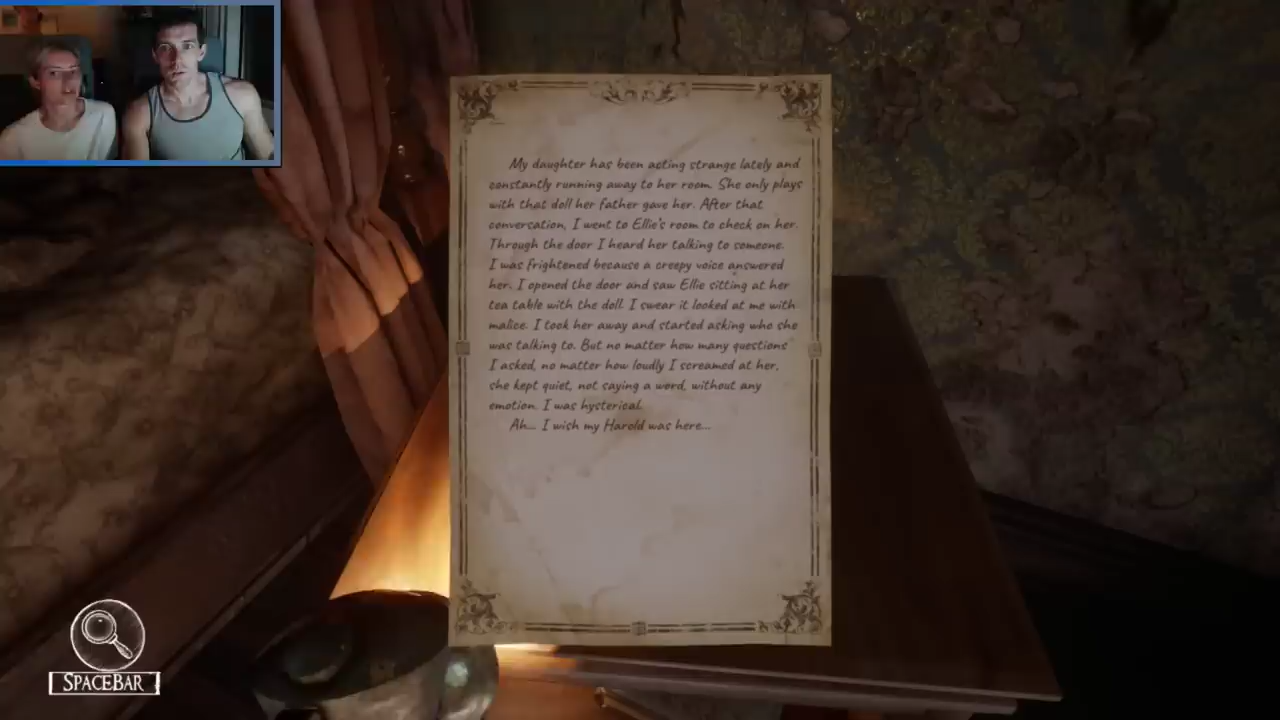 My daughter has been acting strange lately and
constantly running away to her room. She only plays
with that doll her father gave her. After that
conversation, I went to Ellie's room to check on her.
Through the door I heard her talking to someone.
I was frightened because a creepy voice answered
her. I opened the door and saw Ellie sitting at her
tea table with the doll. I swear it looked at me with
malice. I took her away and started asking who she
was talking to. But no matter how many questions
I asked, no matter how loudly I screamed at her,
she kept quiet, not saying a word, without any
emotion. I was hysterical.
Ah... I wish my Harold was here...
SPACEBAR